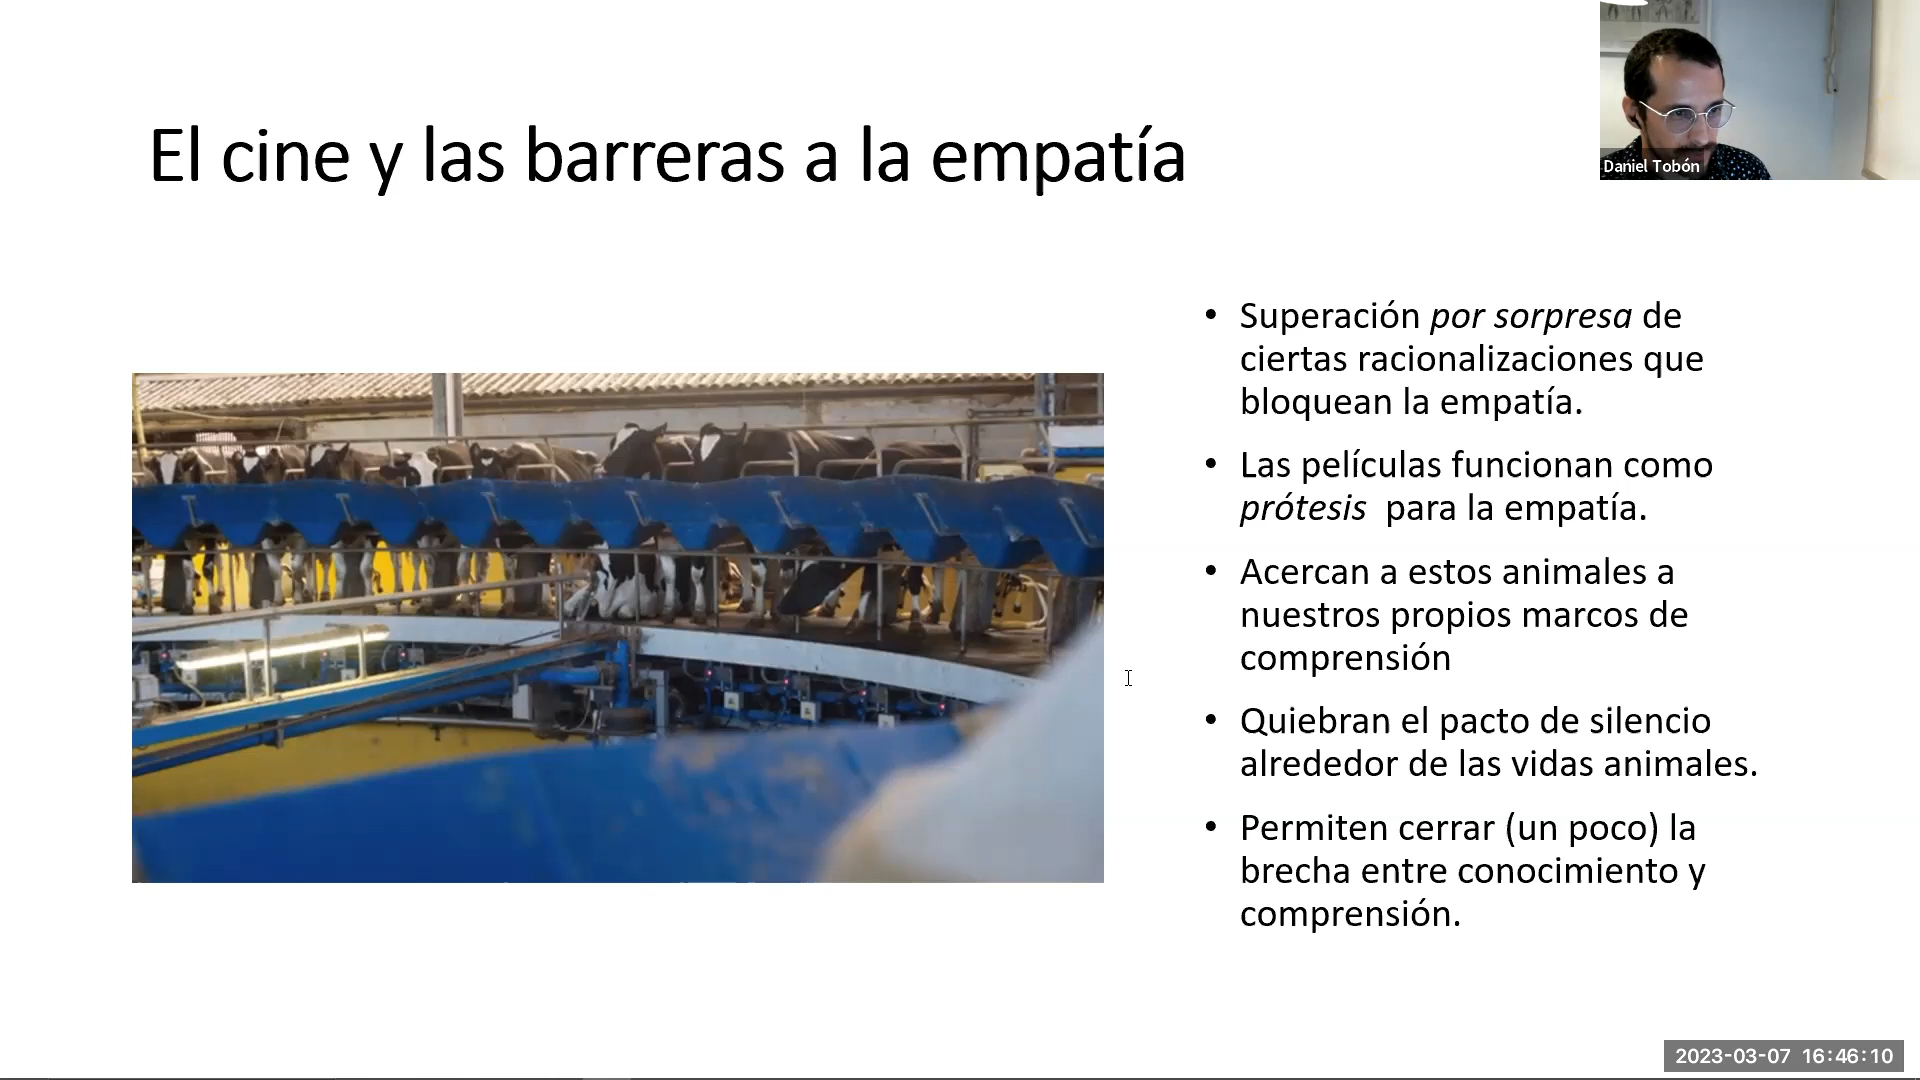 El cine y las barreras a la empatía
Daniel Tobón
• Superación por sorpresa de
ciertas racionalizaciones que
bloquean la empatía.
• Las películas funcionan como
prótesis para la empatía.
• Acercan a estos animales a
nuestros propios marcos de
comprensión
• Quiebran el pacto de silencio
alrededor de las vidas animales.
• Permiten cerrar (un poco) la
brecha entre conocimiento y
comprensión.
2023-03-07 16:46:10